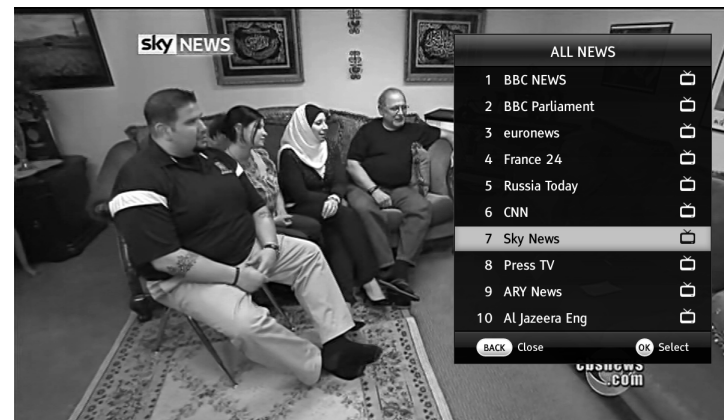 sky NEWS
ALL NEWS
1 BBC NEWS
2 BBC Parliament
3 euronews
4 France 24
5 Russia Today
6 CNN
7 Sky News
8 Press TV
9 ARY News
10 Al Jazeera Eng
BACK Close OK Select
cbsnews
.com